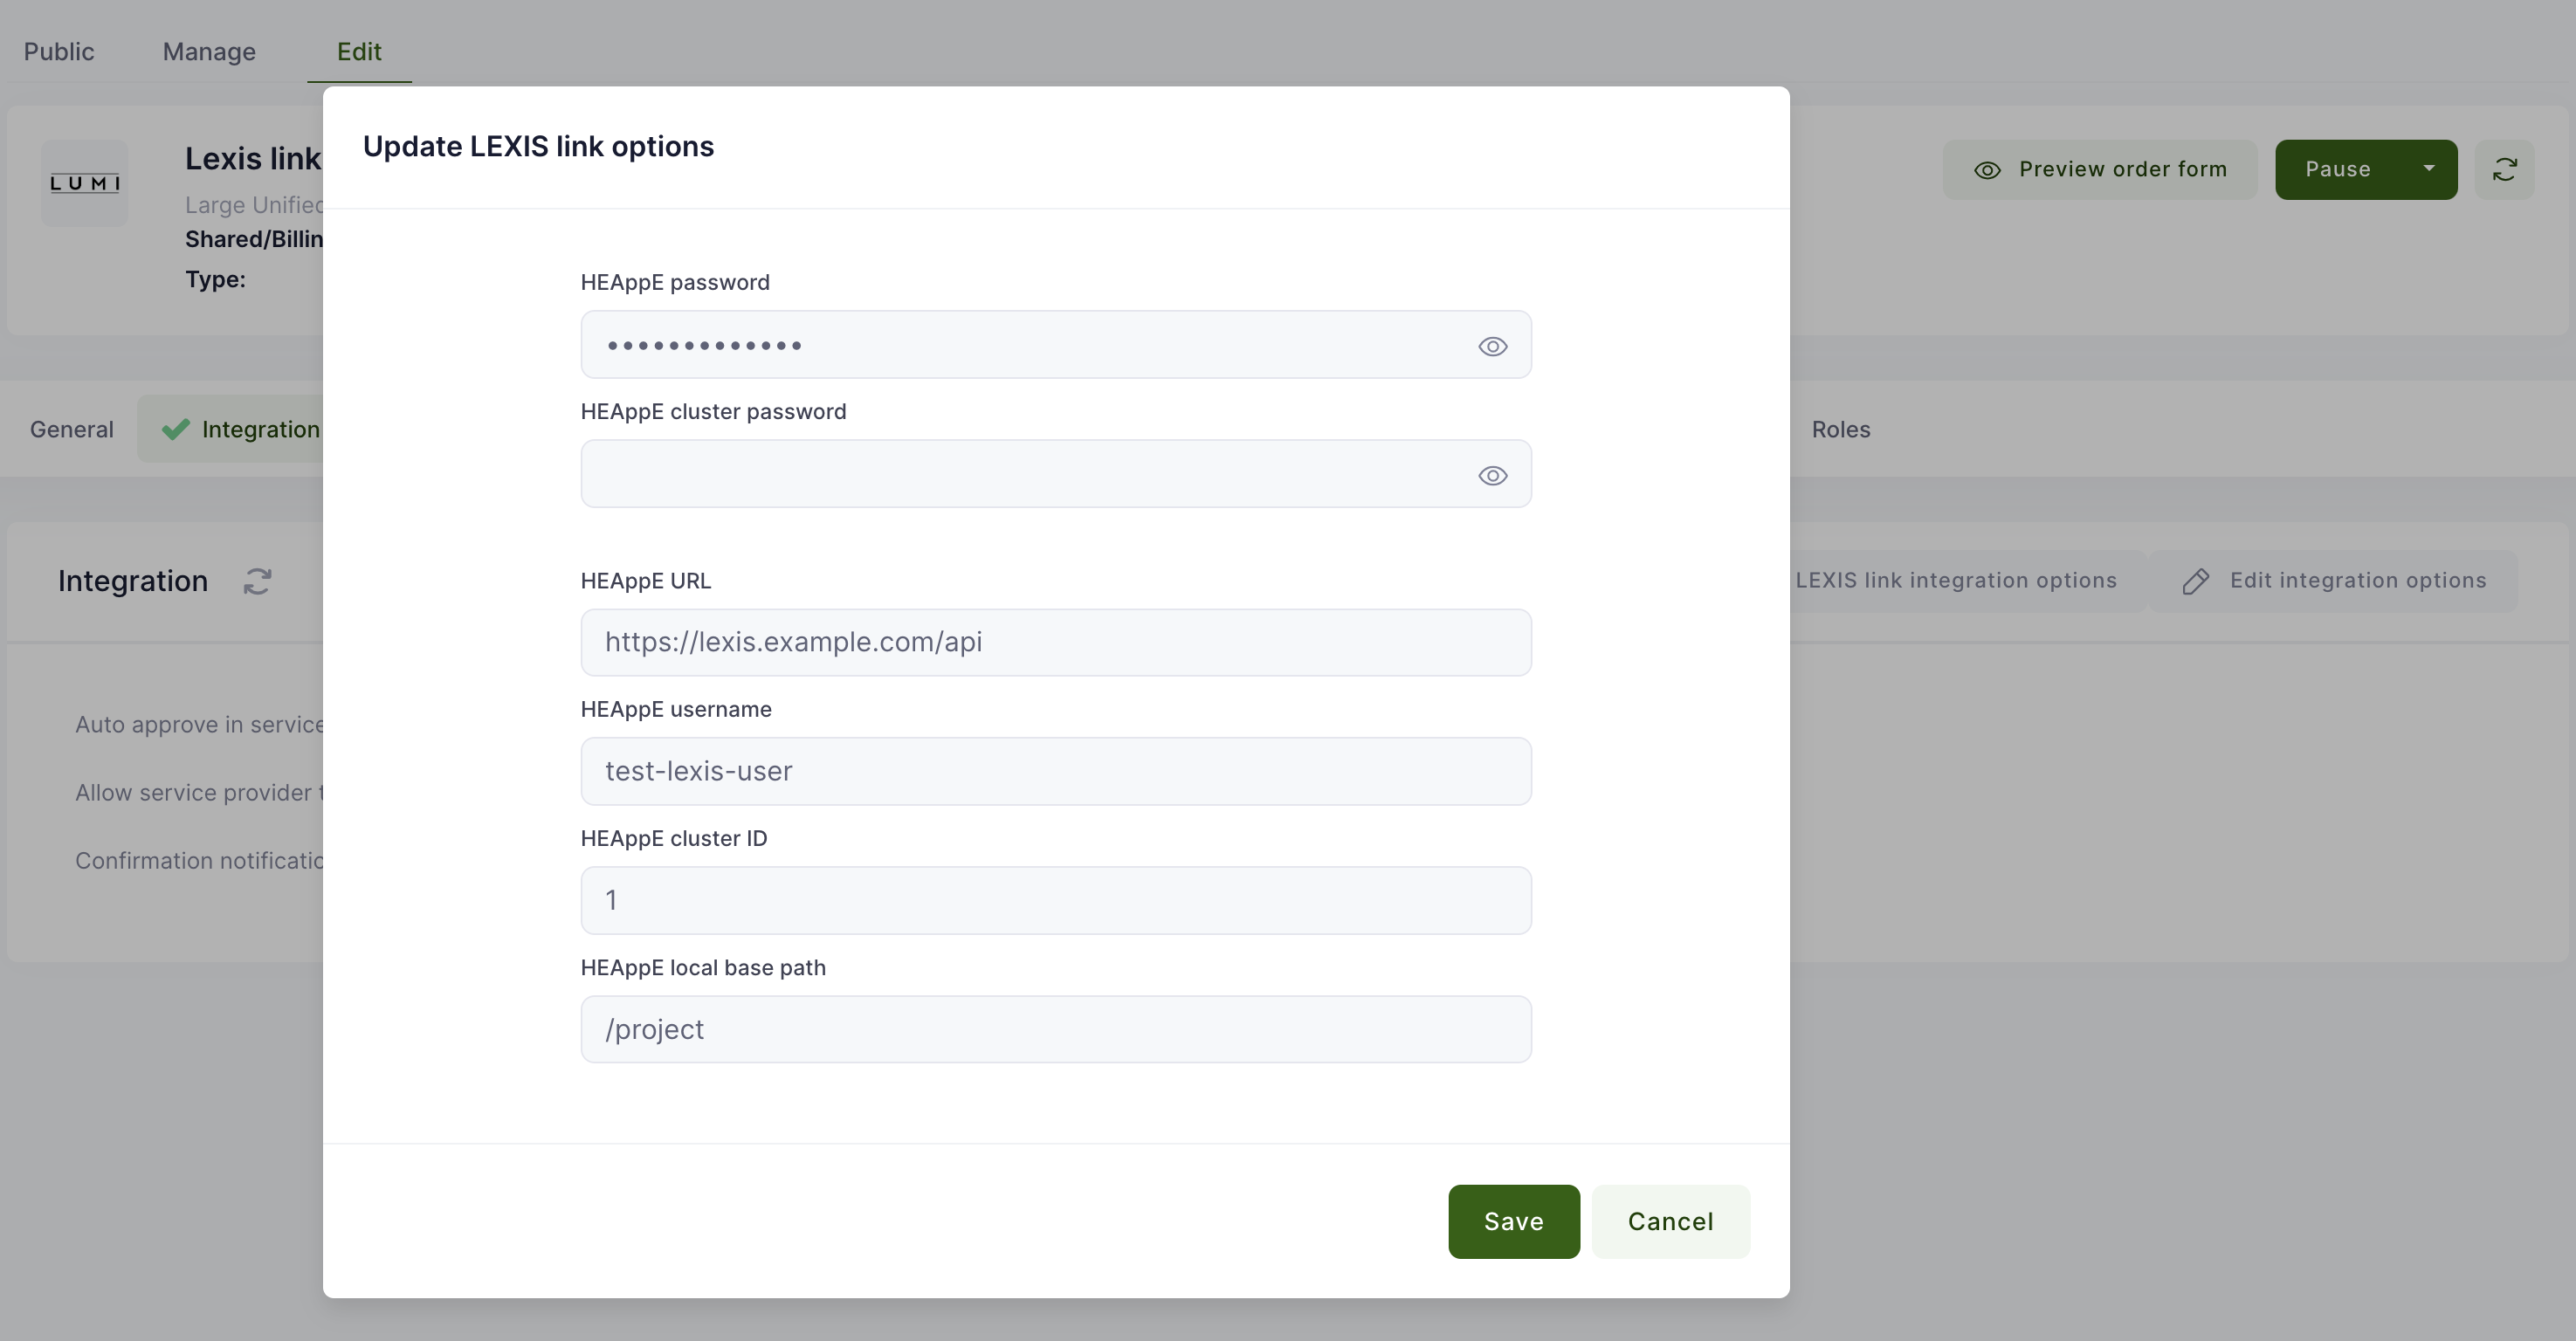 Public Manage Edit
Update LEXIS link options
LUMI
Lexis link
Large Unified
Shared/Billin
Type:
Preview order form Pause
HEAppE password
•••••••••••••
HEAppE cluster password
General Integration Roles
HEAppE URL
https://lexis.example.com/api
Integration LEXIS link integration options Edit integration options
HEAppE username
test-lexis-user
Auto approve in service
Allow service provider t
Confirmation notificatio
HEAppE cluster ID
1
HEAppE local base path
/project
Save Cancel